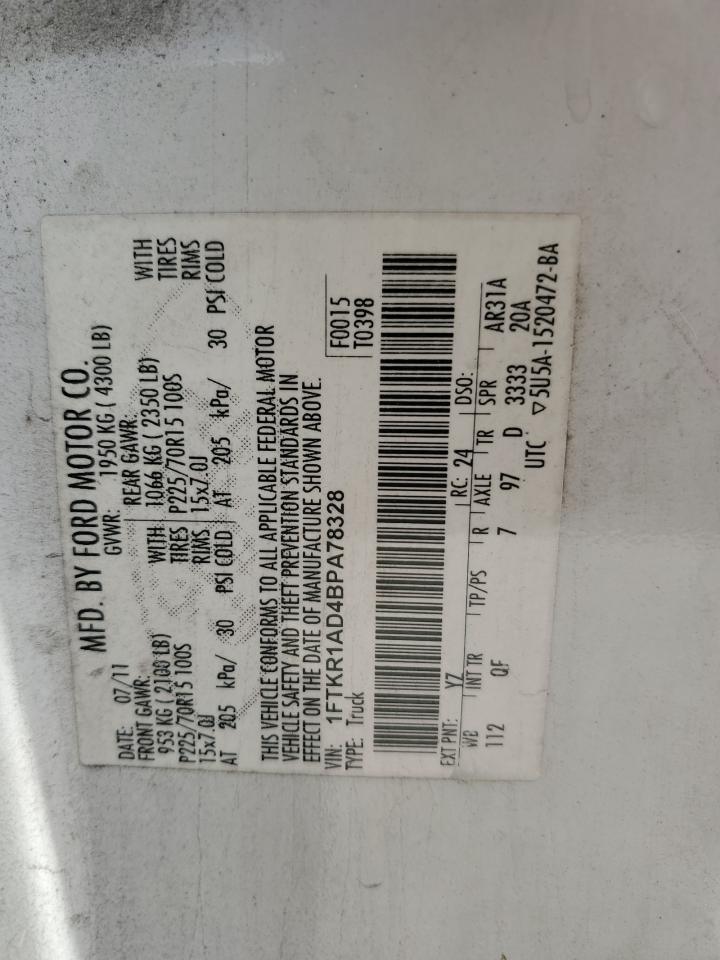 MFD. BY FORD MOTOR CO.
DATE: 07/11 GVWR: 1950 KG ( 4300 LB)
FRONT GAWR: REAR GAWR:
953 KG ( 2100 LB) WITH 1066 KG ( 2350 LB) WITH
P225/70R15 100S TIRES P225/70R15 100S TIRES
15x7.0J RIMS 15x7.0J RIMS
AT 205 kPa/ 30 PSI COLD AT 205 kPa/ 30 PSI COLD
THIS VEHICLE CONFORMS TO ALL APPLICABLE FEDERAL MOTOR
VEHICLE SAFETY AND THEFT PREVENTION STANDARDS IN
EFFECT ON THE DATE OF MANUFACTURE SHOWN ABOVE.
VIN: 1FTKR1AD4BPA78328 F0015
TYPE: Truck T0398
EXT PNT: YZ RC: 24 DSO:
WB INT TR TP/PS R AXLE TR SPR AR31A
112 QF 7 97 D 3333 20A
UTC ▽5U5A-1520472-BA